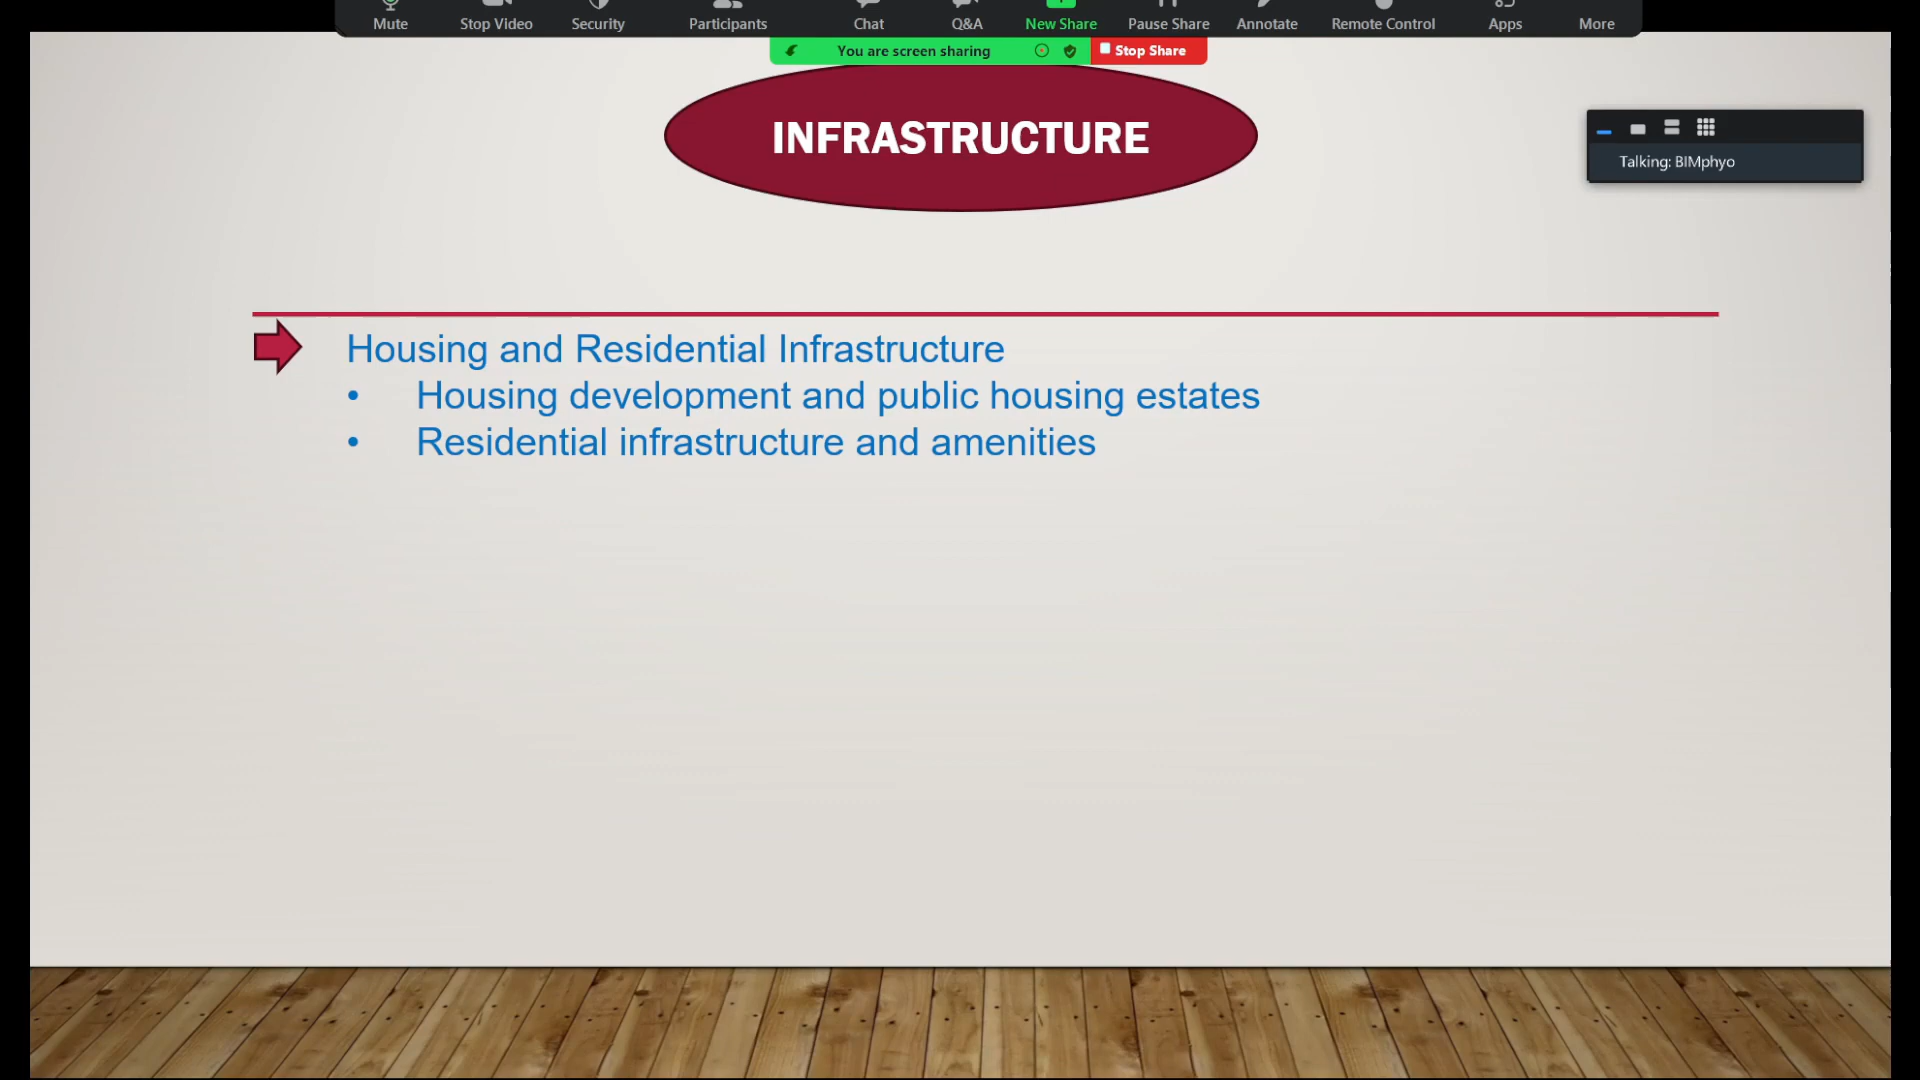 Mute Stop Video Security Participants Chat Q&A New Share Pause Share Annotate Remote Control Apps More
You are screen sharing Stop Share
INFRASTRUCTURE
Talking: BIMphyo
Housing and Residential Infrastructure
• Housing development and public housing estates
• Residential infrastructure and amenities